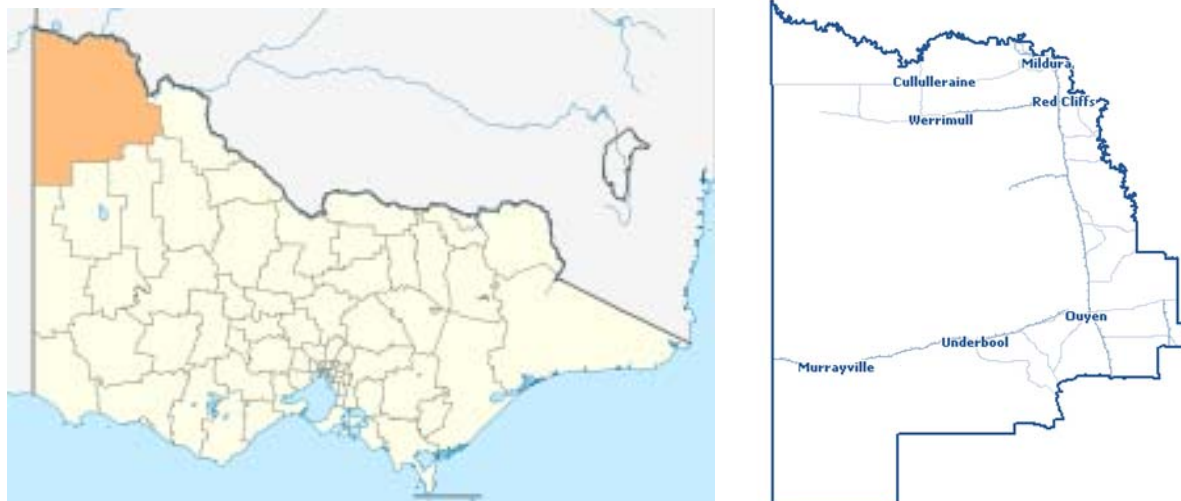 Mildura
Cullulleraine
Red Cliffs
Werrimull
Ouyen
Underbool
Murrayville